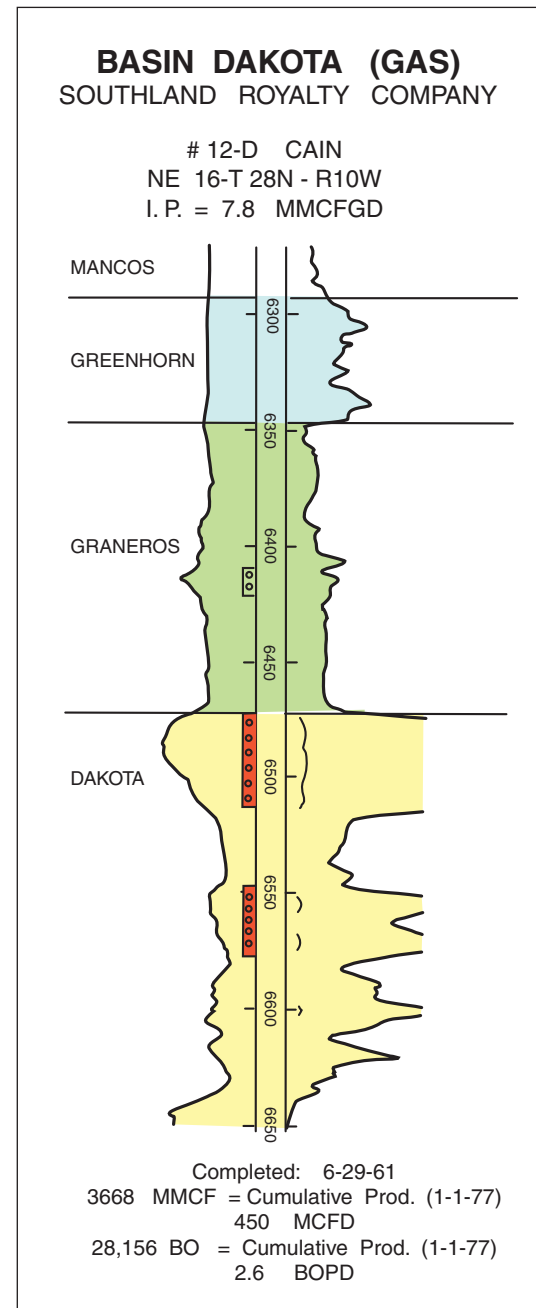 BASIN DAKOTA (GAS)
SOUTHLAND ROYALTY COMPANY
# 12-D CAIN
NE 16-T 28N - R10W
I. P. = 7.8 MMCFGD
MANCOS
6300
GREENHORN
6350
GRANEROS
6400
6450
DAKOTA
6500
6550
6600
6650
Completed: 6-29-61
3668 MMCF = Cumulative Prod. (1-1-77)
450 MCFD
28,156 BO = Cumulative Prod. (1-1-77)
2.6 BOPD